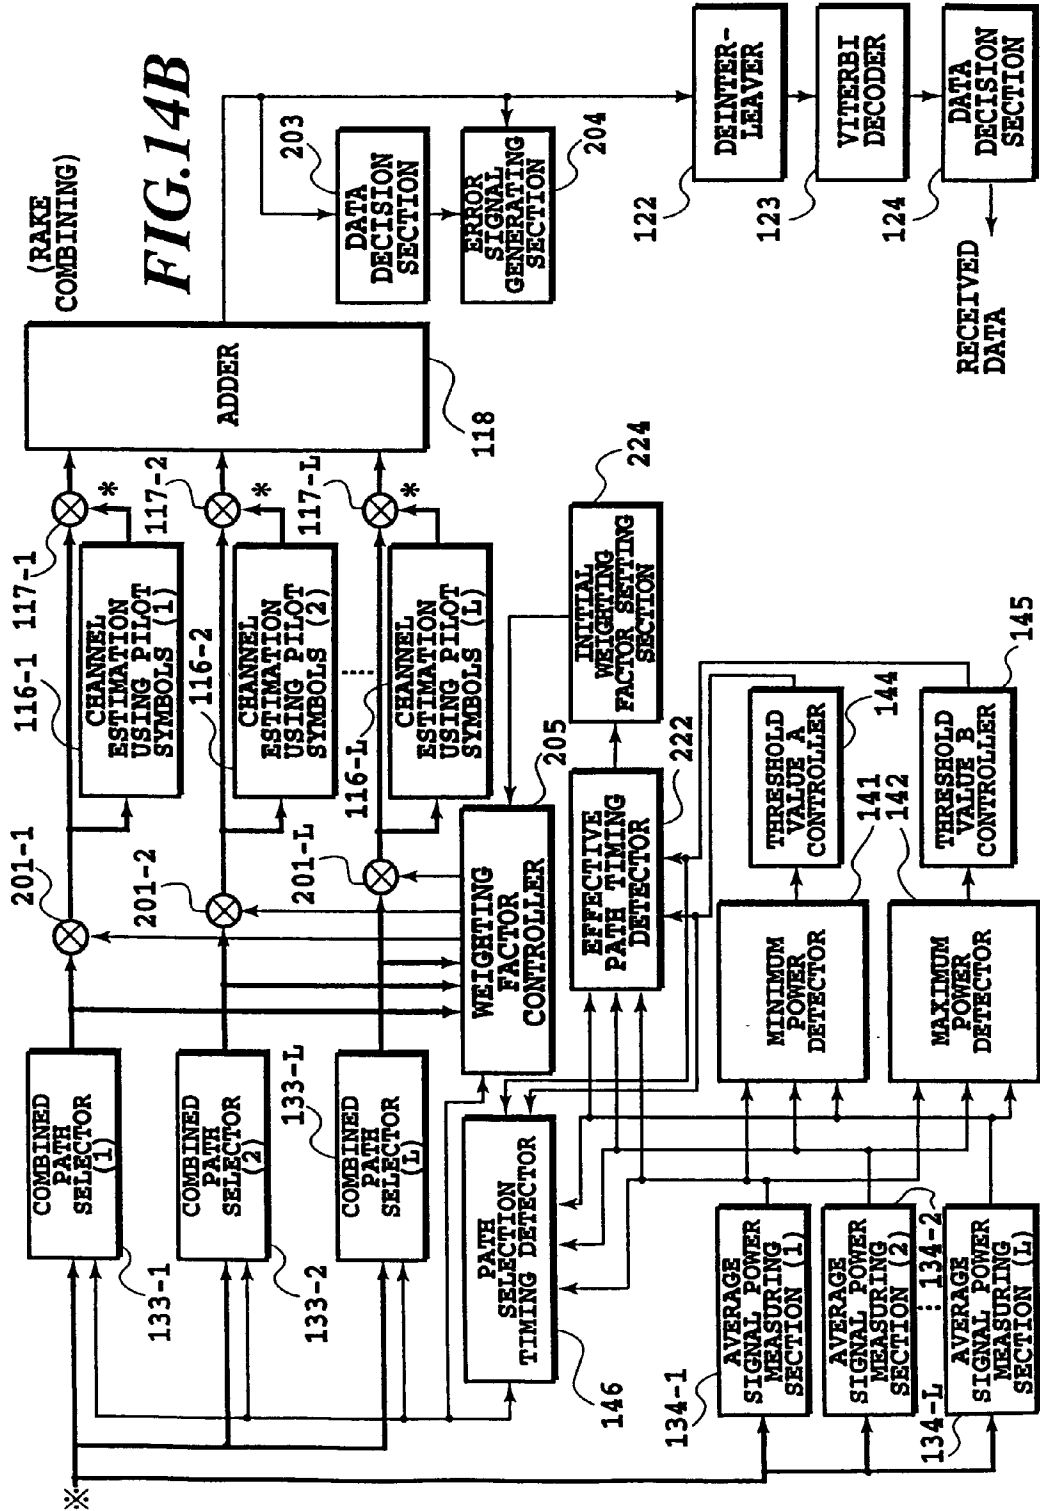 FIG.14B
(RAKE
COMBINING)
※
COMBINED
PATH
SELECTOR
(1)
133-1
COMBINED
PATH
SELECTOR
(2)
133-2
COMBINED
PATH
SELECTOR
(L)
133-L
201-1
201-2
201-L
116-1
117-1
CHANNEL
ESTIMATION
USING PILOT
SYMBOLS (1)
*
116-2
117-2
CHANNEL
ESTIMATION
USING PILOT
SYMBOLS (2)
*
116-L
117-L
CHANNEL
ESTIMATION
USING PILOT
SYMBOLS (L)
*
ADDER
118
203
DATA
DECISION
SECTION
ERROR
SIGNAL
GENERATING
SECTION
204
PATH
SELECTION
TIMING DETECTOR
146
WEIGHTING
FACTOR
CONTROLLER
205
EFFECTIVE
PATH TIMING
DETECTOR
222
INITIAL
WEIGHTING
FACTOR SETTING
SECTION
224
122
DEINTER-
LEAVER
123
VITERBI
DECODER
124
DATA
DECISION
SECTION
RECEIVED
DATA
134-1
AVERAGE
SIGNAL POWER
MEASURING
SECTION (1)
AVERAGE
SIGNAL POWER
MEASURING
SECTION (2)
134-2
134-L
AVERAGE
SIGNAL POWER
MEASURING
SECTION (L)
MINIMUM
POWER
DETECTOR
141
MAXIMUM
POWER
DETECTOR
142
THRESHOLD
VALUE A
CONTROLLER
144
THRESHOLD
VALUE B
CONTROLLER
145